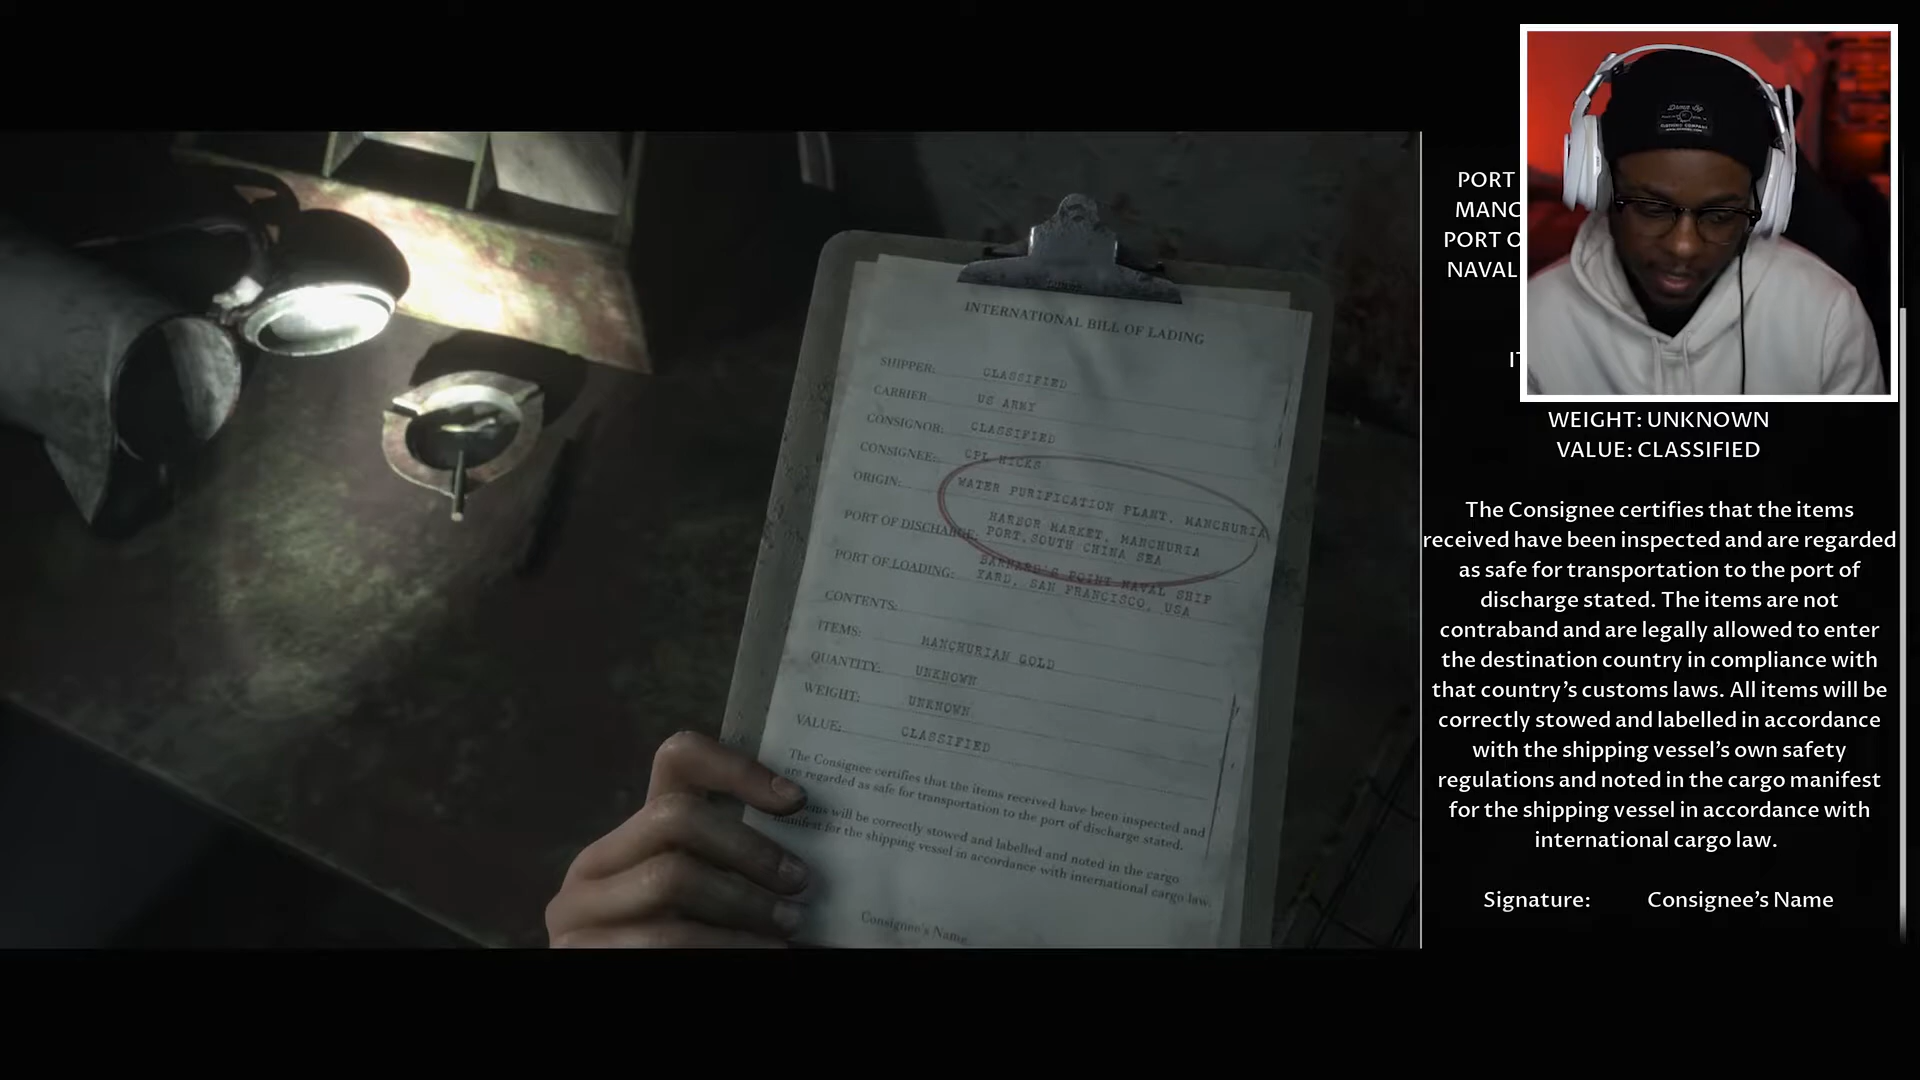 INTERNATIONAL BILL OF LADING
SHIPPER: CLASSIFIED
CARRIER: US ARMY
CONSIGNOR: CLASSIFIED
CONSIGNEE: CPL HICKS
ORIGIN: WATER PURIFICATION PLANT, MANCHURIA
HARBOR MARKET, MANCHURIA
PORT OF DISCHARGE: PORT, SOUTH CHINA SEA
BARNARD'S POINT NAVAL SHIP
PORT OF LOADING: YARD, SAN FRANCISCO, USA
CONTENTS:
ITEMS: MANCHURIAN GOLD
QUANTITY: UNKNOWN
WEIGHT: UNKNOWN
VALUE: CLASSIFIED
The Consignee certifies that the items received have been inspected and
are regarded as safe for transportation to the port of discharge stated.
items will be correctly stowed and labelled and noted in the cargo
manifest for the shipping vessel in accordance with international cargo law.
Consignee's Name
PORT
MANC
PORT O
NAVAL
IT
WEIGHT: UNKNOWN
VALUE: CLASSIFIED
The Consignee certifies that the items
received have been inspected and are regarded
as safe for transportation to the port of
discharge stated. The items are not
contraband and are legally allowed to enter
the destination country in compliance with
that country's customs laws. All items will be
correctly stowed and labelled in accordance
with the shipping vessel's own safety
regulations and noted in the cargo manifest
for the shipping vessel in accordance with
international cargo law.
Signature: Consignee's Name